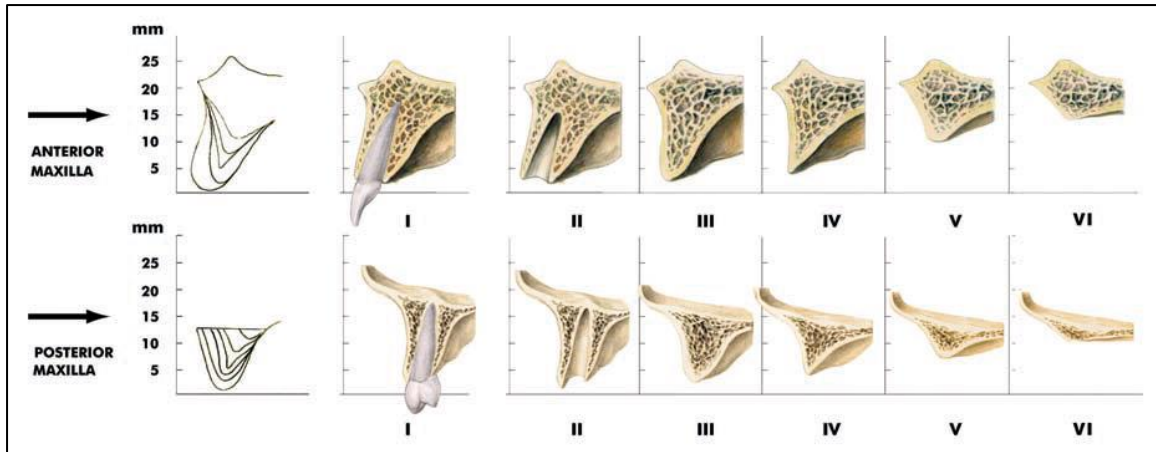 mm
25
20
15
10
5
ANTERIOR
MAXILLA
I II III IV V VI
mm
25
20
15
10
5
POSTERIOR
MAXILLA
I II III IV V VI